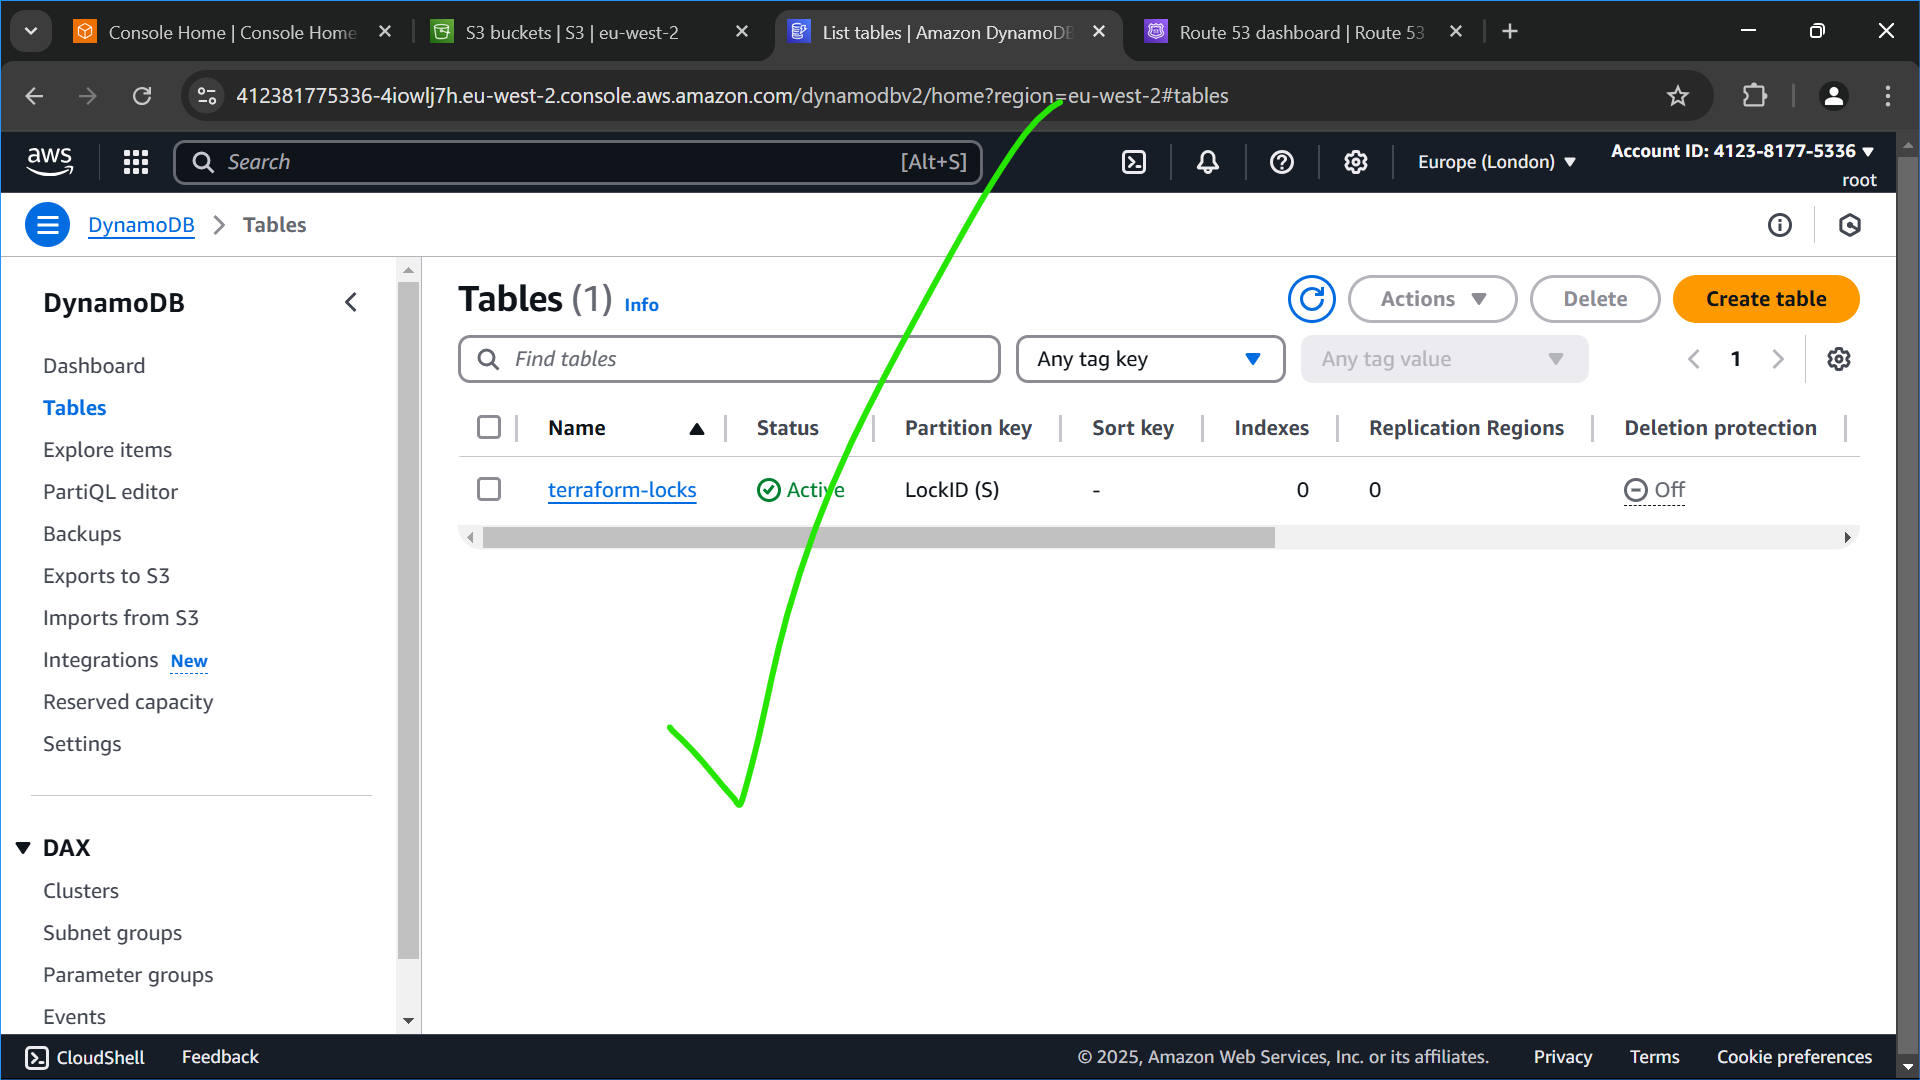 Console Home | Console Home
S3 buckets | S3 | eu-west-2
List tables | Amazon DynamoDB
Route 53 dashboard | Route 53
412381775336-4iowlj7h.eu-west-2.console.aws.amazon.com/dynamodbv2/home?region=eu-west-2#tables
aws
Search [Alt+S]
Europe (London)
Account ID: 4123-8177-5336
root
DynamoDB > Tables
DynamoDB
Dashboard
Tables
Explore items
PartiQL editor
Backups
Exports to S3
Imports from S3
Integrations New
Reserved capacity
Settings
DAX
Clusters
Subnet groups
Parameter groups
Events
Tables (1) Info
Actions
Delete
Create table
Find tables
Any tag key
Any tag value
1
Name Status Partition key Sort key Indexes Replication Regions Deletion protection
terraform-locks Active LockID (S) - 0 0 Off
CloudShell Feedback © 2025, Amazon Web Services, Inc. or its affiliates. Privacy Terms Cookie preferences